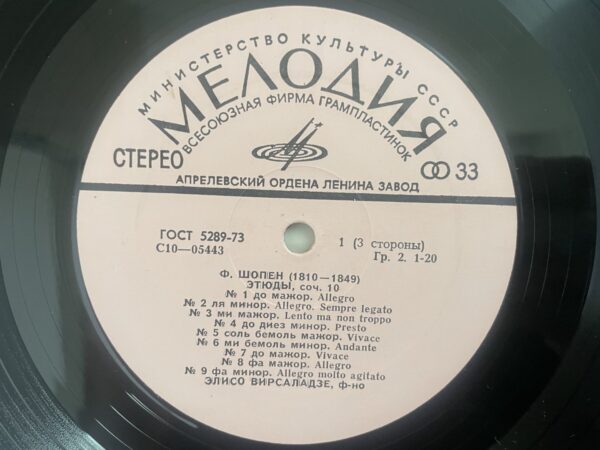 МИНИСТЕРСТВО КУЛЬТУРЫ СССР
МЕЛОДИЯ
ВСЕСОЮЗНАЯ ФИРМА ГРАМПЛАСТИНОК
СТЕРЕО
33
АПРЕЛЕВСКИЙ ОРДЕНА ЛЕНИНА ЗАВОД
ГОСТ 5289-73
С10—05443
1 (3 стороны)
Гр. 2. 1-20
Ф. ШОПЕН (1810—1849)
ЭТЮДЫ, соч. 10
№ 1 до мажор. Allegro
№ 2 ля минор. Allegro. Sempre legato
№ 3 ми мажор. Lento ma non troppo
№ 4 до диез минор. Presto
№ 5 соль бемоль мажор. Vivace
№ 6 ми бемоль минор. Andante
№ 7 до мажор. Vivace
№ 8 фа мажор. Allegro
№ 9 фа минор. Allegro molto agitato
ЭЛИСО ВИРСАЛАДЗЕ, ф-но